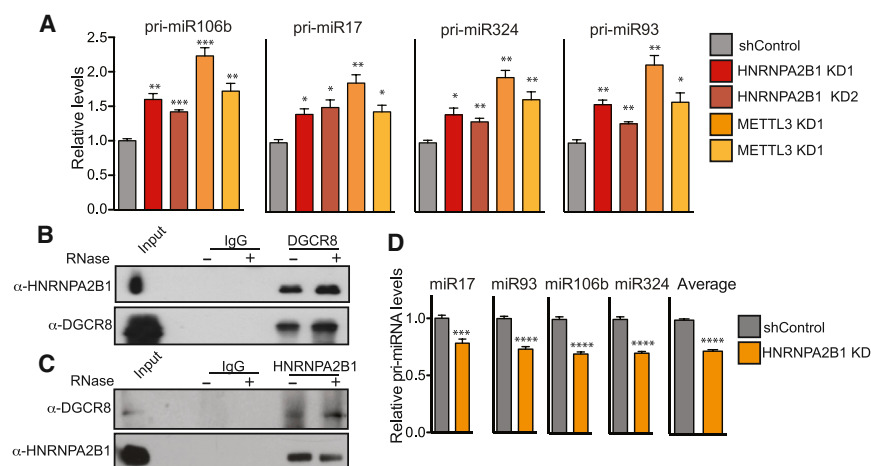 A
pri-miR106b
pri-miR17
pri-miR324
pri-miR93
Relative levels
2.5
2.0
1.5
1.0
0.5
0.0
**
***
***
**
*
*
**
*
*
**
**
**
**
**
**
*
shControl
HNRNPA2B1 KD1
HNRNPA2B1 KD2
METTL3 KD1
METTL3 KD1
B
Input
IgG
DGCR8
RNase
– + – +
α-HNRNPA2B1
α-DGCR8
C
Input
IgG
HNRNPA2B1
RNase
– + – +
α-DGCR8
α-HNRNPA2B1
D
miR17 miR93 miR106b miR324 Average
Relative pri-miRNA levels
1.0
0.5
0.0
***
****
****
****
****
shControl
HNRNPA2B1 KD